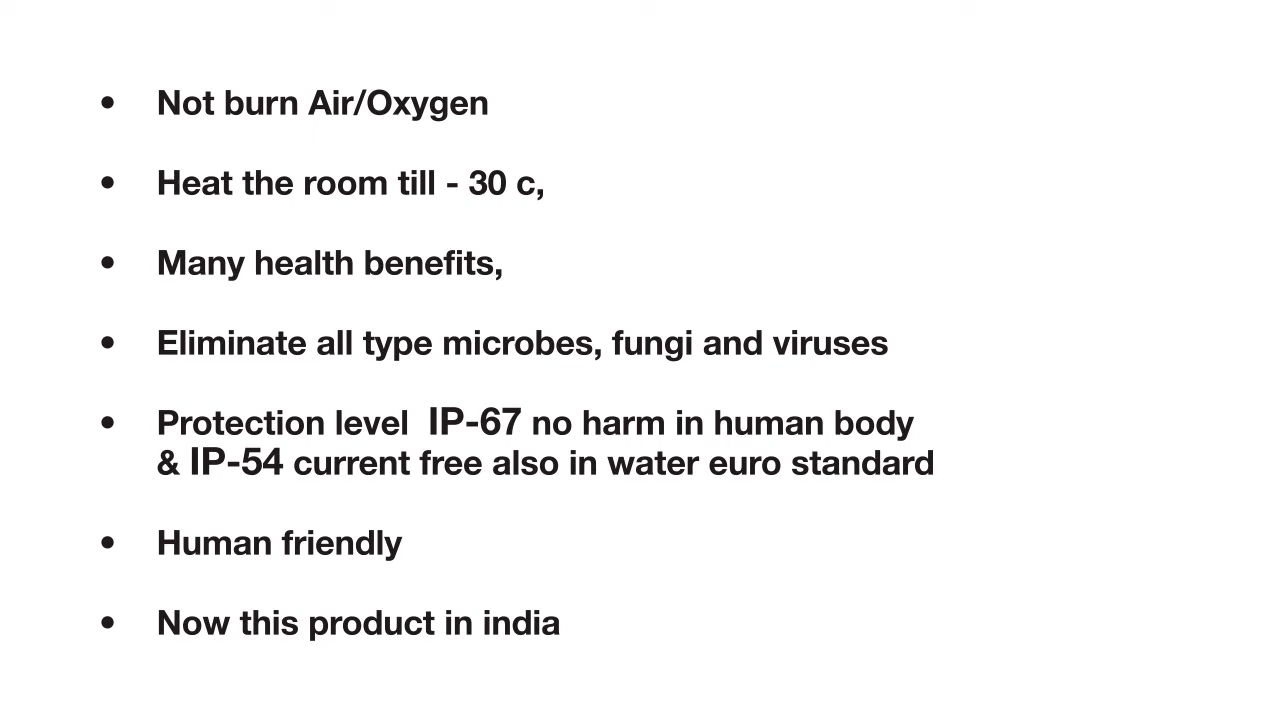 • Not burn Air/Oxygen
• Heat the room till - 30 c,
• Many health benefits,
• Eliminate all type microbes, fungi and viruses
• Protection level  IP-67 no harm in human body
& IP-54 current free also in water euro standard
• Human friendly
• Now this product in india